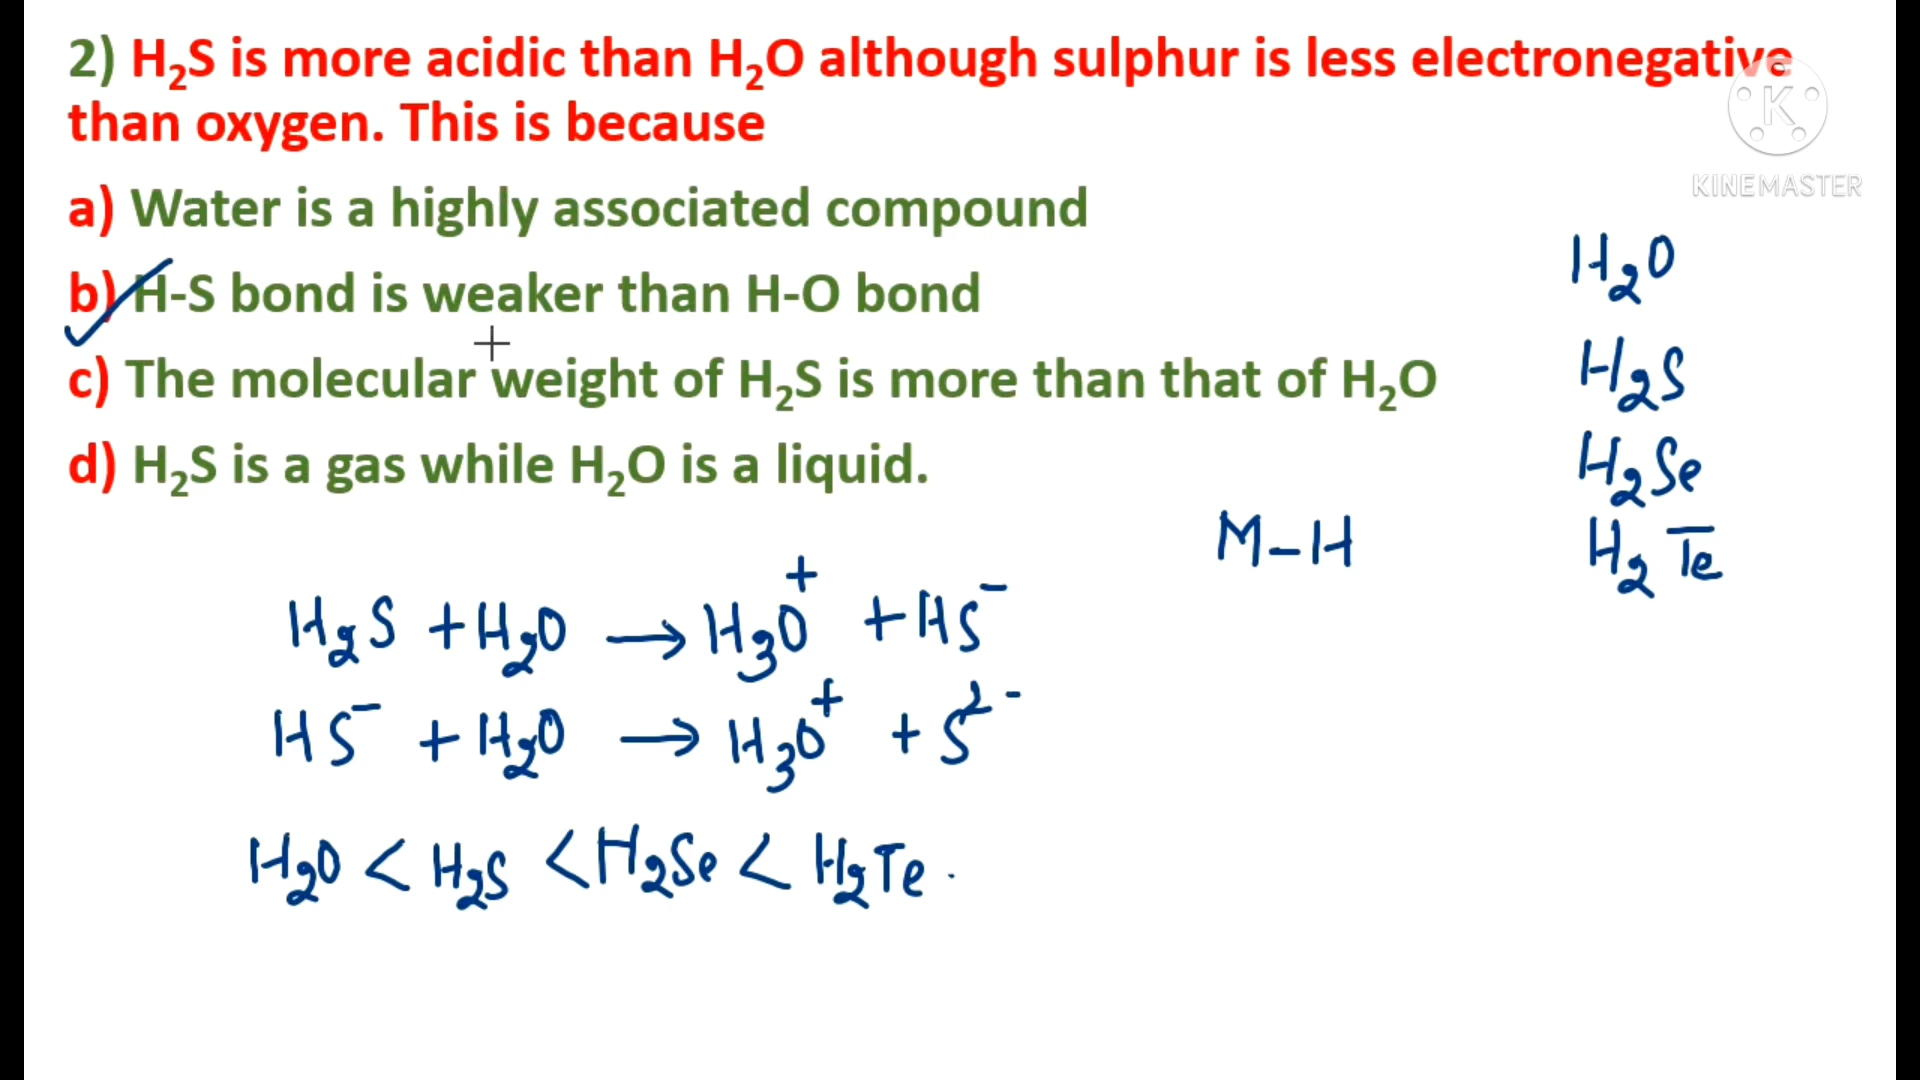 2) H₂S is more acidic than H₂O although sulphur is less electronegative
than oxygen. This is because
a) Water is a highly associated compound
b) H-S bond is weaker than H-O bond
c) The molecular weight of H₂S is more than that of H₂O
d) H₂S is a gas while H₂O is a liquid.
K
KINEMASTER
H₂O
H₂S
H₂Se
H₂Te
M-H
H₂S + H₂O → H₃O⁺ + HS⁻
HS⁻ + H₂O → H₃O⁺ + S²⁻
H₂O < H₂S < H₂Se < H₂Te.